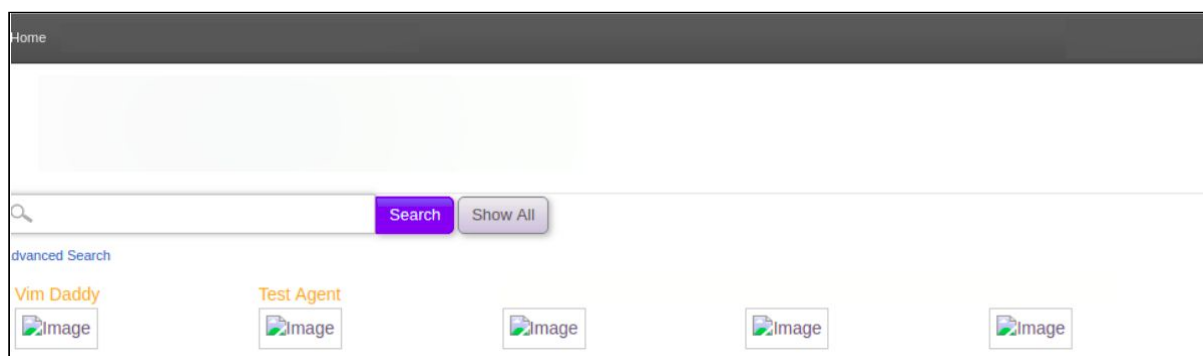 Home
Search Show All
dvanced Search
Vim Daddy Test Agent
Image Image Image Image Image